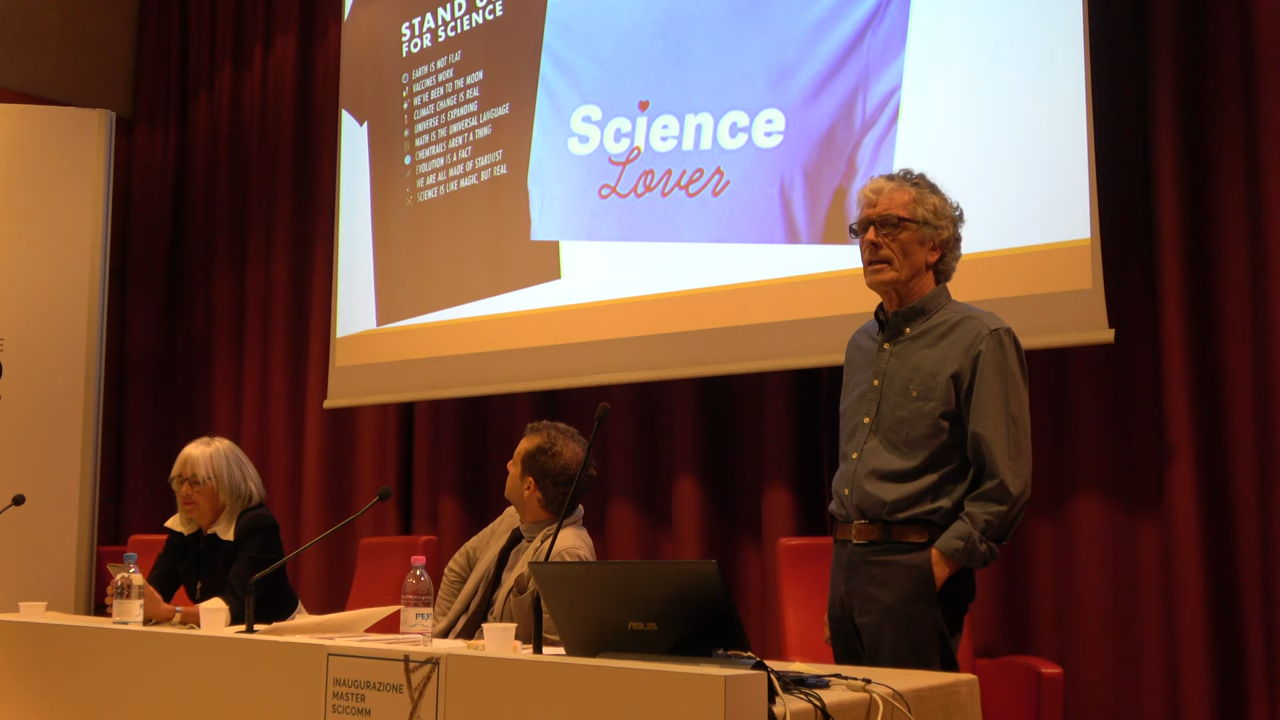 STAND
FOR SCIENCE
EARTH IS NOT FLAT
VACCINES WORK
WE'VE BEEN TO THE MOON
CLIMATE CHANGE IS REAL
UNIVERSE IS EXPANDING
MATH IS THE UNIVERSAL LANGUAGE
CHEMTRAILS AREN'T A THING
EVOLUTION IS A FACT
WE ARE ALL MADE OF STARDUST
SCIENCE IS LIKE MAGIC, BUT REAL
Science
Lover
ASUS
INAUGURAZIONE
MASTER
SCICOMM